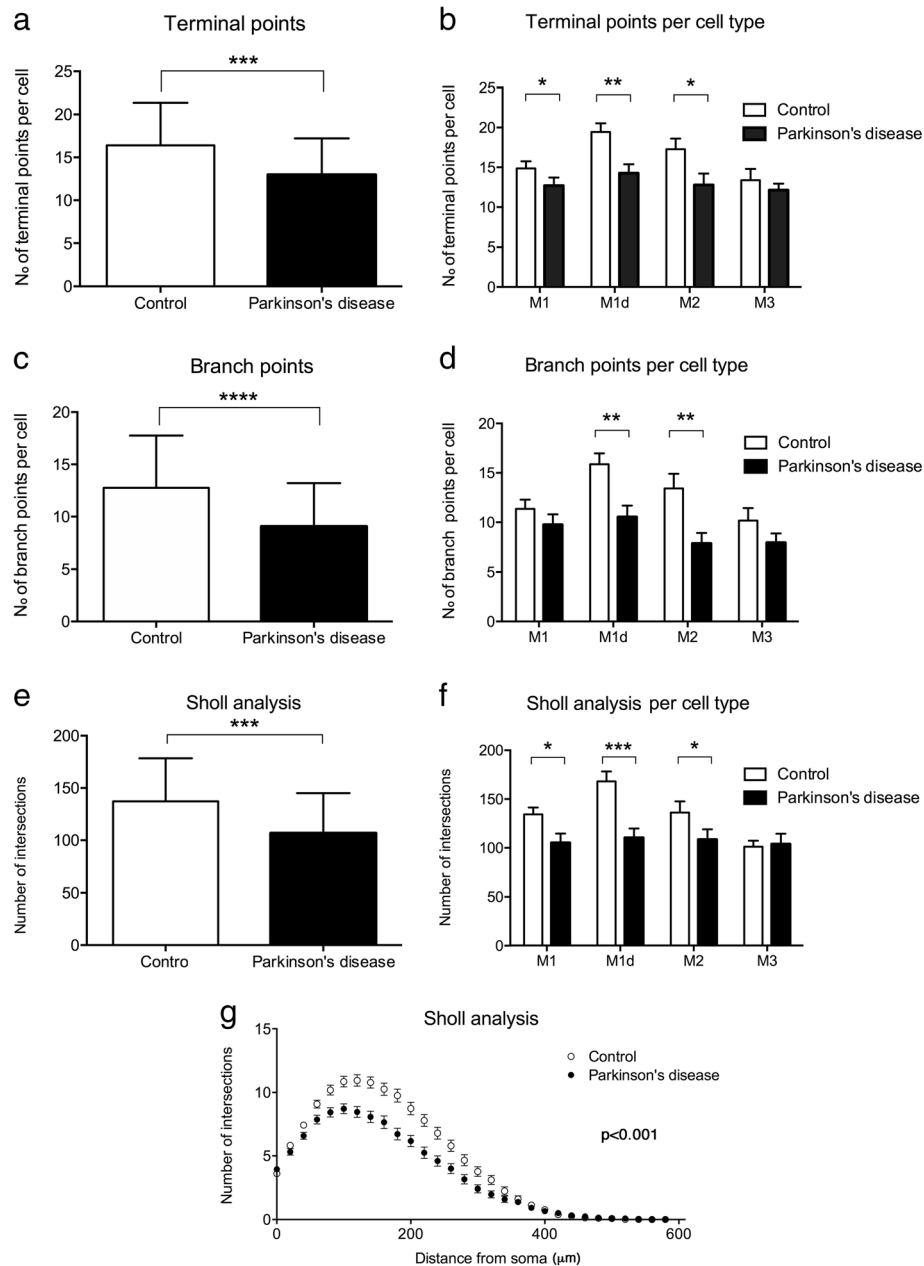 a
Terminal points
***
Nₒ of terminal points per cell
25
20
15
10
5
0
Control
Parkinson's disease
b
Terminal points per cell type
*
**
*
Control
Parkinson's disease
Nₒ of terminal points per cell
25
20
15
10
5
0
M1
M1d
M2
M3
c
Branch points
****
Nₒ of branch points per cell
20
15
10
5
0
Control
Parkinson's disease
d
Branch points per cell type
**
**
Control
Parkinson's disease
Nₒ of branch points per cell
20
15
10
5
0
M1
M1d
M2
M3
e
Sholl analysis
***
Number of intersections
200
150
100
50
0
Contro
Parkinson's disease
f
Sholl analysis per cell type
*
***
*
Control
Parkinson's disease
Number of intersections
200
150
100
50
0
M1
M1d
M2
M3
g
Sholl analysis
Control
Parkinson's disease
p<0.001
Number of intersections
15
10
5
0
0
200
400
600
Distance from soma (μm)